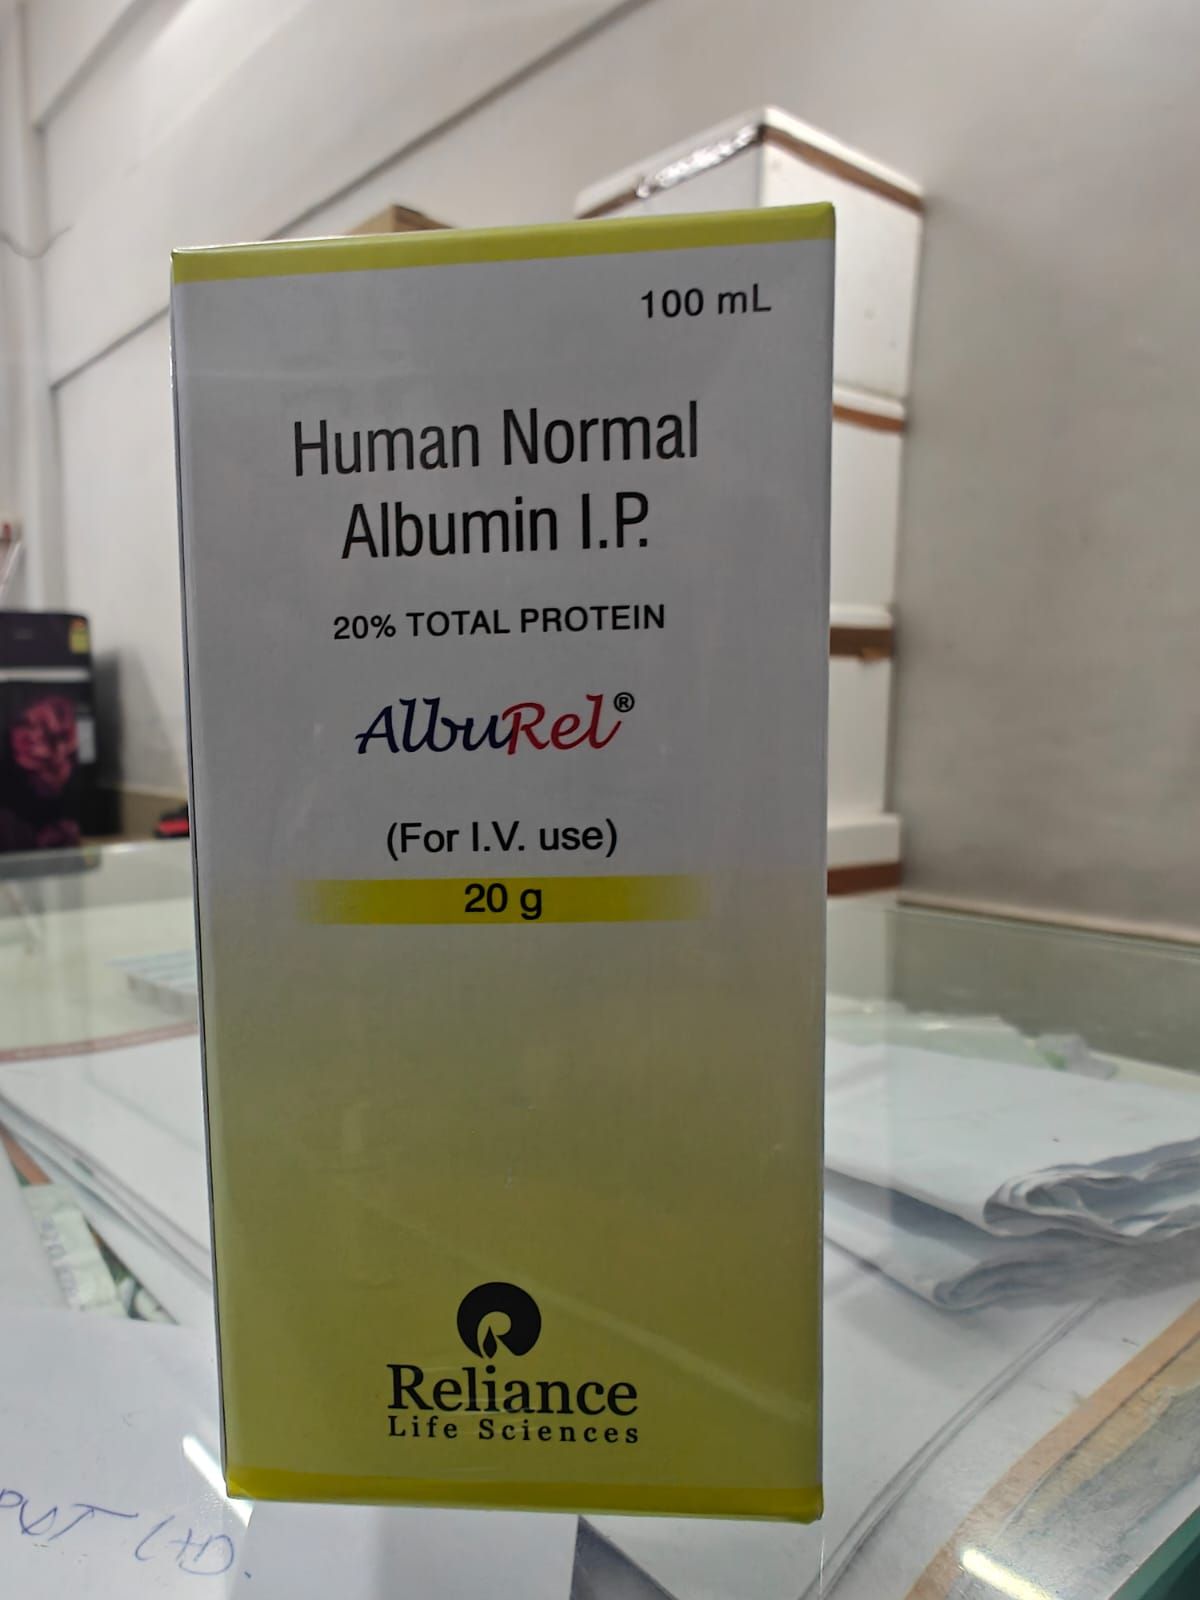 100 mL
Human Normal
Albumin I.P.
20% TOTAL PROTEIN
AlbuRel®
(For I.V. use)
20 g
Reliance
Life Sciences